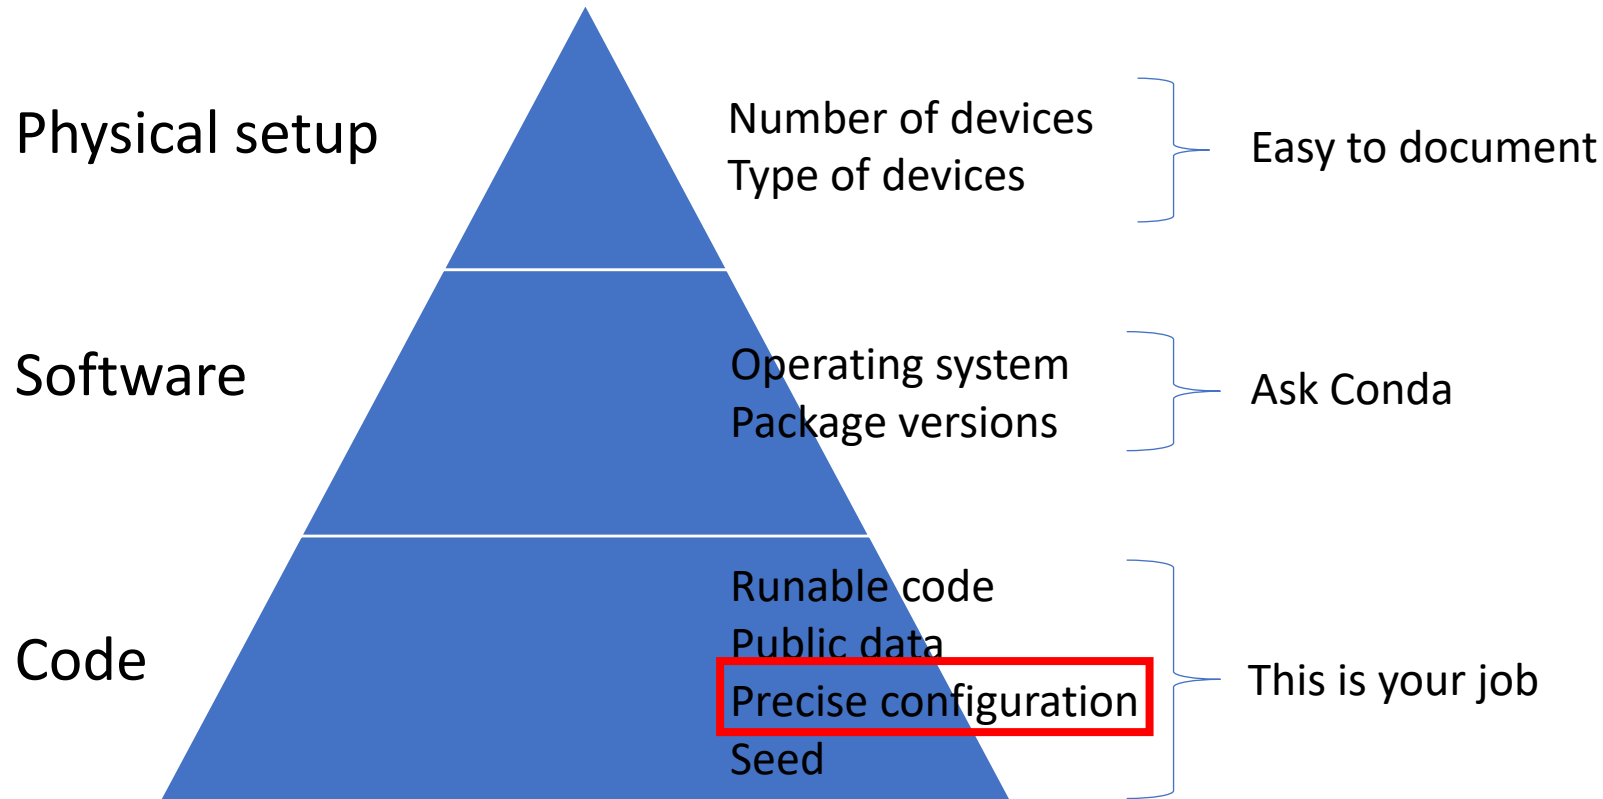 Physical setup
Number of devices
Type of devices
Easy to document
Software
Operating system
Package versions
Ask Conda
Code
Runable code
Public data
Precise configuration
Seed
This is your job